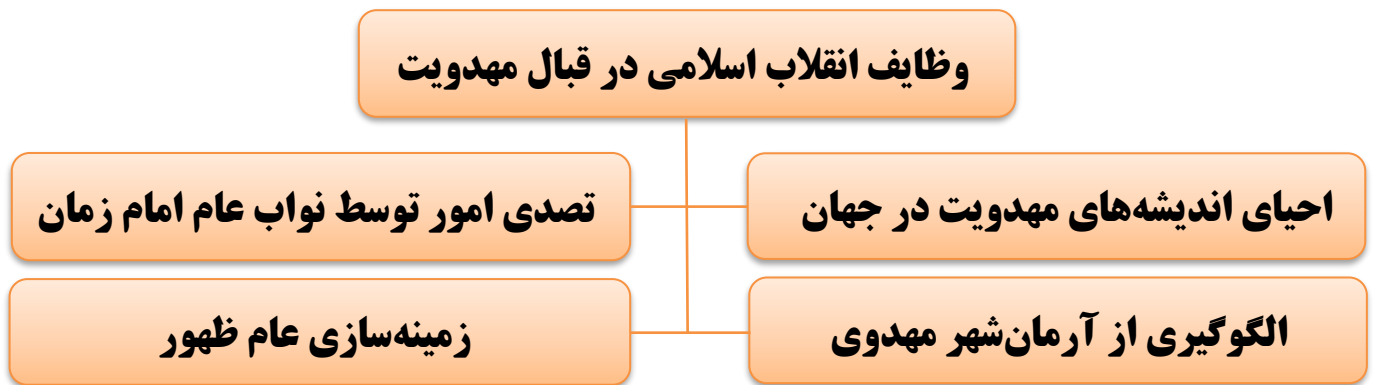 وظایف انقلاب اسلامی در قبال مهدویت
احیای اندیشه‌های مهدویت در جهان
تصدی امور توسط نواب عام امام زمان
الگوگیری از آرمان‌شهر مهدوی
زمینه‌سازی عام ظهور